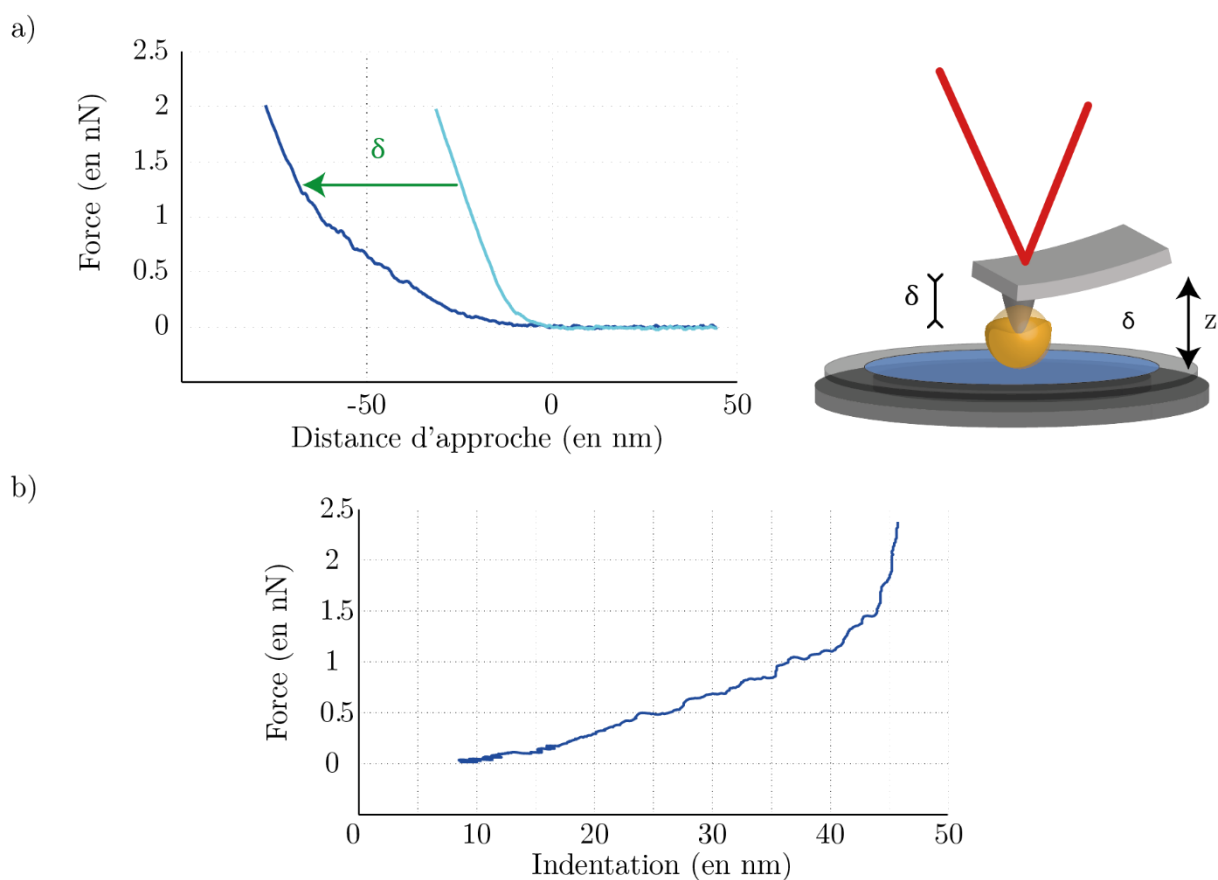 a)
2.5
2
1.5
1
0.5
0
Force (en nN)
δ
-50
0
50
Distance d'approche (en nm)
δ
δ
z
b)
2.5
2
1.5
1
0.5
0
Force (en nN)
0
10
20
30
40
50
Indentation (en nm)